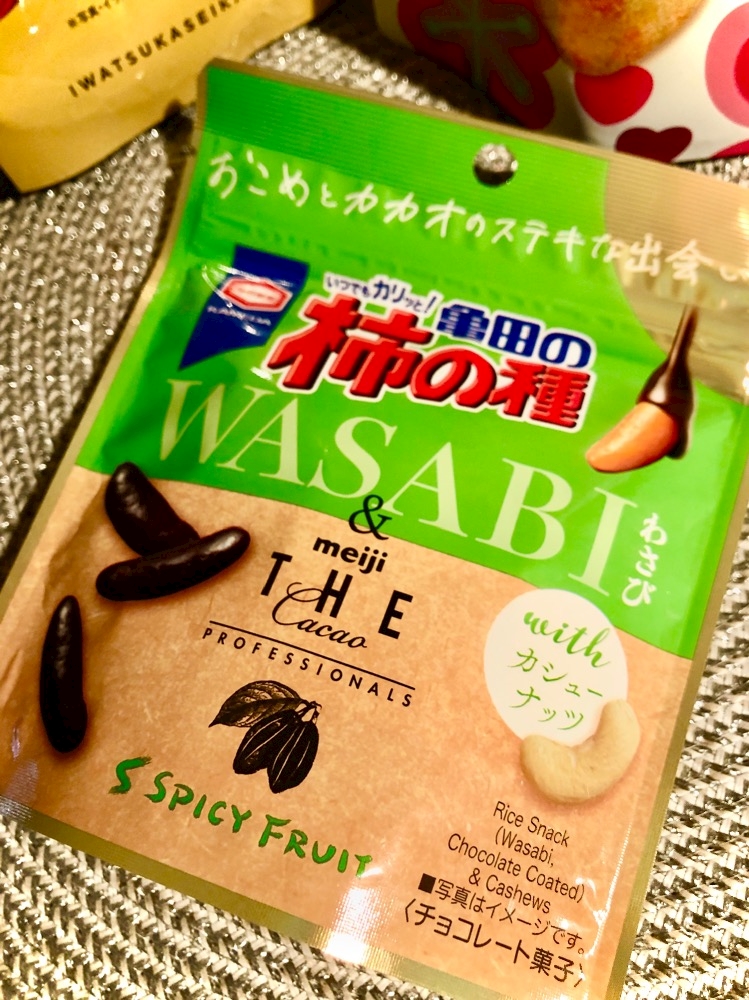 IWATSUKASEIKA
おこめとカカオのステキな出会い
KAMEDA
いつでもカリッと!
亀田の
柿の種
WASABI
わさび
&
meiji
THE
Cacao
PROFESSIONALS
with
カシュー
ナッツ
5 SPICY FRUIT
Rice Snack
(Wasabi,
Chocolate Coated)
& Cashews
■写真はイメージです。
〈チョコレート菓子〉